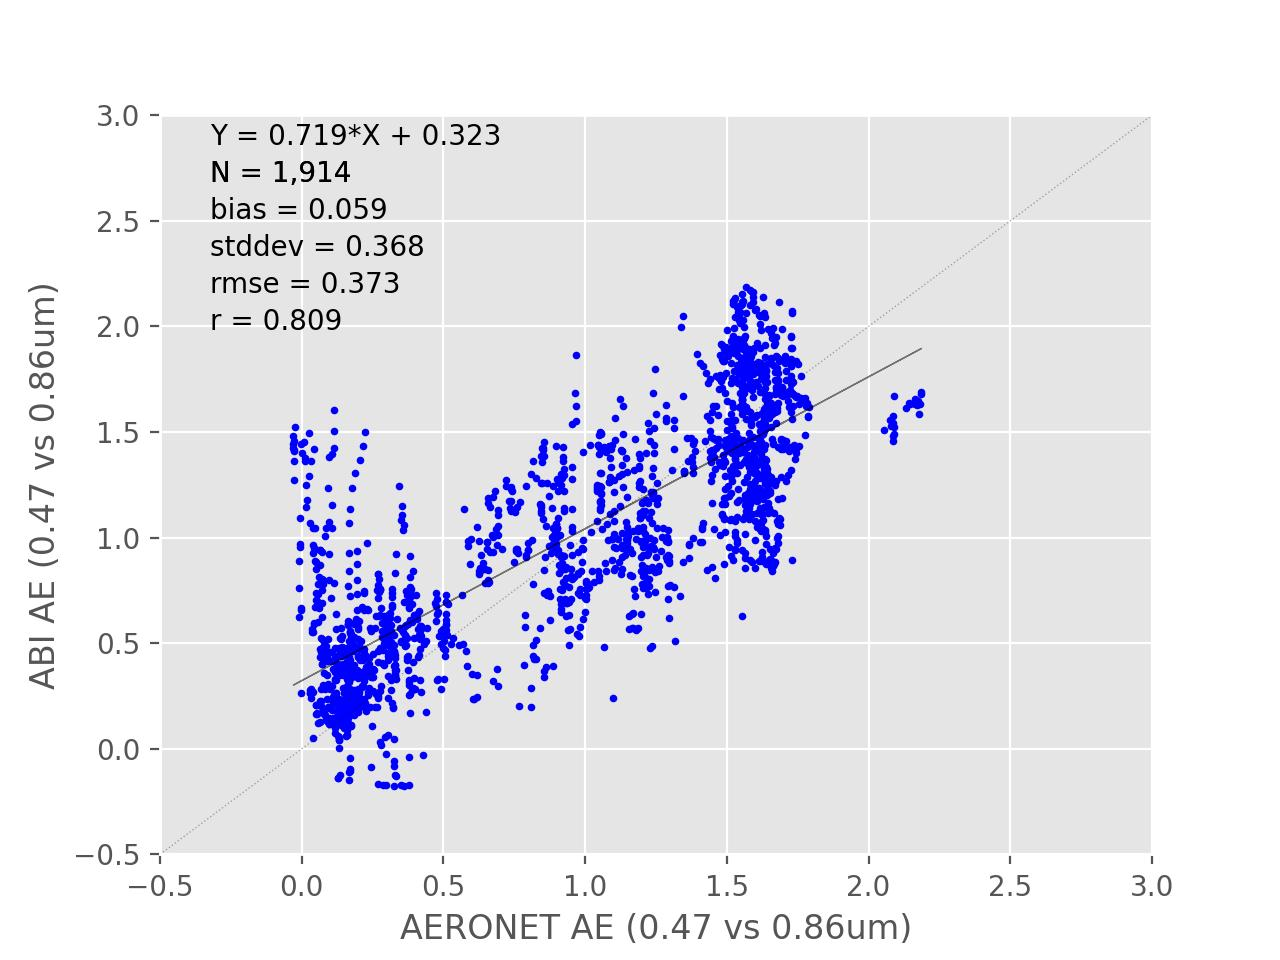 Y = 0.719*X + 0.323
N = 1,914
bias = 0.059
stddev = 0.368
rmse = 0.373
r = 0.809
3.0
2.5
2.0
1.5
1.0
0.5
0.0
−0.5
−0.5 0.0 0.5 1.0 1.5 2.0 2.5 3.0
AERONET AE (0.47 vs 0.86um)
ABI AE (0.47 vs 0.86um)